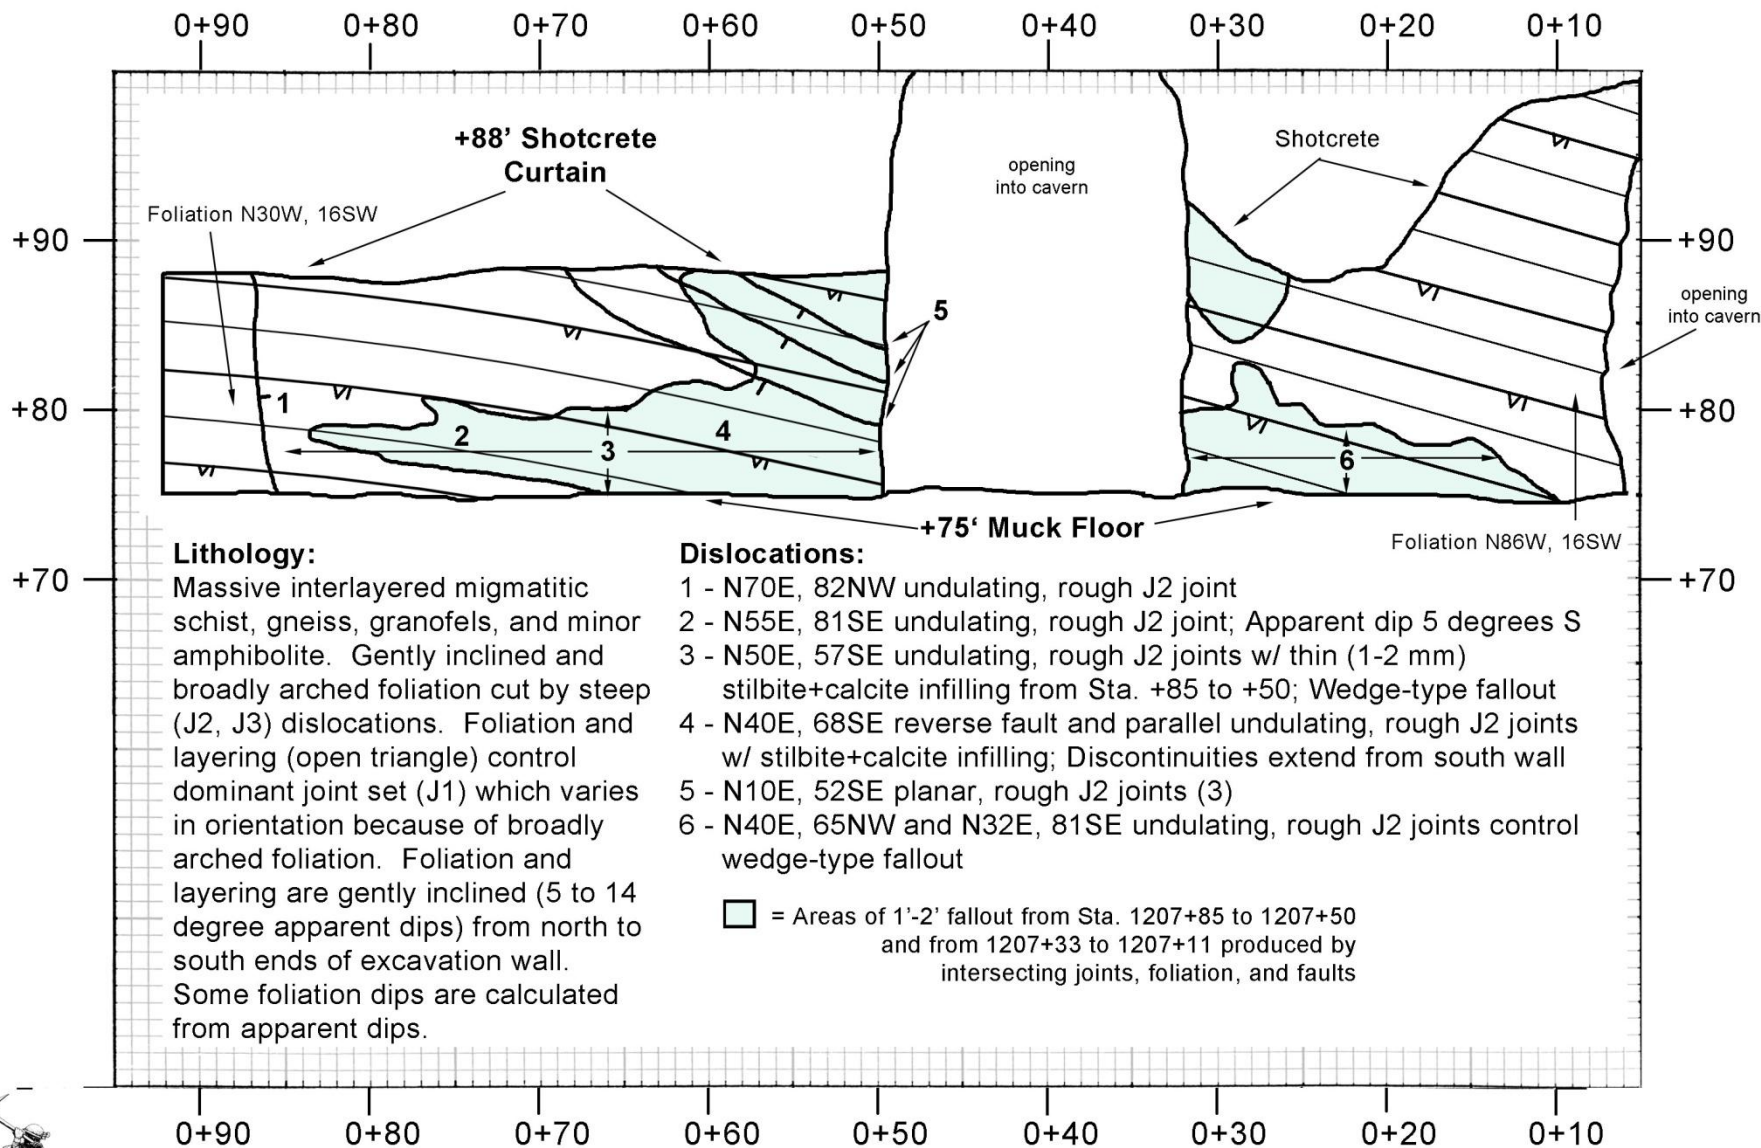 0+90 0+80 0+70 0+60 0+50 0+40 0+30 0+20 0+10
+88’ Shotcrete
Curtain
Shotcrete
opening
into cavern
Foliation N30W, 16SW
+90
+90
opening
into cavern
5
1
+80
+80
2
4
3
6
+75‘ Muck Floor
Foliation N86W, 16SW
+70
+70
Lithology:
Massive interlayered migmatitic
schist, gneiss, granofels, and minor
amphibolite. Gently inclined and
broadly arched foliation cut by steep
(J2, J3) dislocations. Foliation and
layering (open triangle) control
dominant joint set (J1) which varies
in orientation because of broadly
arched foliation. Foliation and
layering are gently inclined (5 to 14
degree apparent dips) from north to
south ends of excavation wall.
Some foliation dips are calculated
from apparent dips.
Dislocations:
1 - N70E, 82NW undulating, rough J2 joint
2 - N55E, 81SE undulating, rough J2 joint; Apparent dip 5 degrees S
3 - N50E, 57SE undulating, rough J2 joints w/ thin (1-2 mm)
stilbite+calcite infilling from Sta. +85 to +50; Wedge-type fallout
4 - N40E, 68SE reverse fault and parallel undulating, rough J2 joints
w/ stilbite+calcite infilling; Discontinuities extend from south wall
5 - N10E, 52SE planar, rough J2 joints (3)
6 - N40E, 65NW and N32E, 81SE undulating, rough J2 joints control
wedge-type fallout
= Areas of 1’-2’ fallout from Sta. 1207+85 to 1207+50
and from 1207+33 to 1207+11 produced by
intersecting joints, foliation, and faults
0+90 0+80 0+70 0+60 0+50 0+40 0+30 0+20 0+10